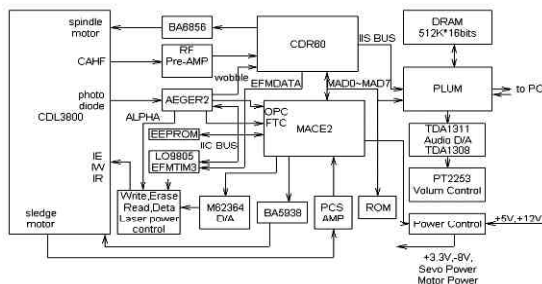 spindle
motor
BA6856
CAHF
RF
Pre-AMP
wobble
CDR60
IIS BUS
DRAM
512K*16bits
EFMDATA
MAD0~MAD7
photo
diode
CDL3800
AEGER2
ALPHA
EEPROM
IIC BUS
OPC
FTC
MACE2
PLUM
to PC
TDA1311
Audio D/A
TDA1308
PT2253
Volum Control
LO9805
EFMTIM3
IE
IW
IR
Write,Erase
Read,Deta
Laser power
control
M62364
D/A
BA5938
PCS
AMP
ROM
Power Control
+5V,+12V
+3.3V,-8V,
Sevo Power
Motor Power
sledge
motor